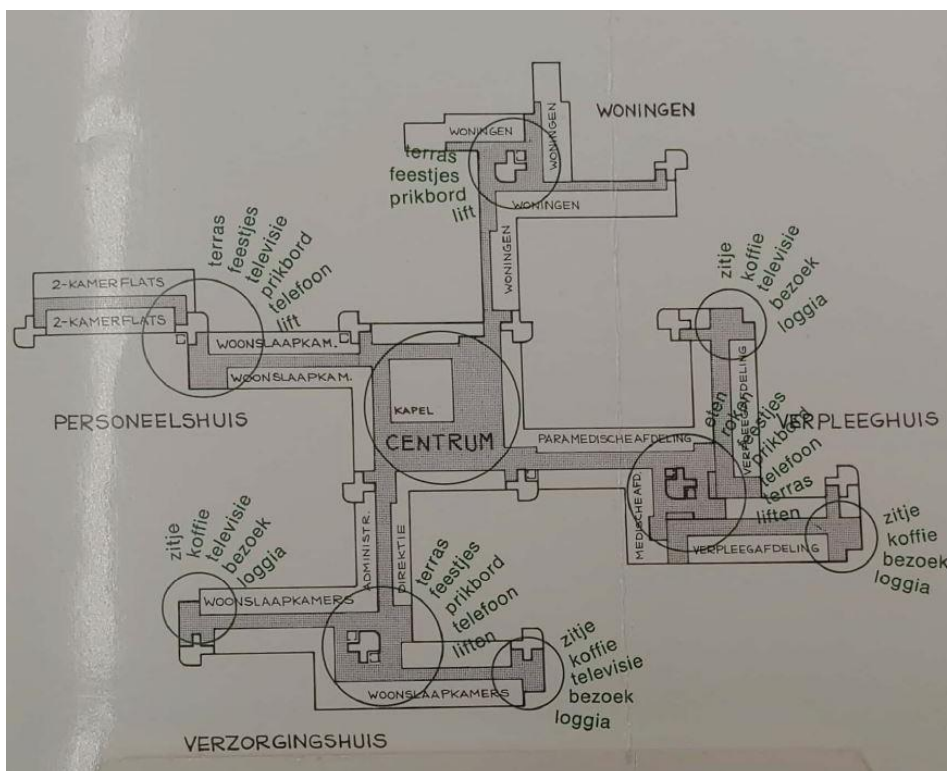 WONINGEN
WONINGEN
WONINGEN
terras
feestjes
prikbord
lift
WONINGEN
WONINGEN
terras
feestjes
televisie
prikbord
telefoon
lift
2-KAMERFLATS
2-KAMERFLATS
WOONSLAAPKAM.
WOONSLAAPKAM.
PERSONEELSHUIS
KAPEL
CENTRUM
zitje
koffie
televisie
bezoek
loggia
VERPLEEGAFDELING
VERPLEEGHUIS
PARAMEDISCHEAFDELING
eten
roken
feestjes
prikbord
telefoon
terras
liften
MEDISCHEAFD.
VERPLEEGAFDELING
zitje
koffie
bezoek
loggia
zitje
koffie
televisie
bezoek
loggia
ADMINISTR.
DIREKTIE
WOONSLAAPKAMERS
terras
feestjes
prikbord
telefoon
liften
zitje
koffie
televisie
bezoek
loggia
WOONSLAAPKAMERS
VERZORGINGSHUIS